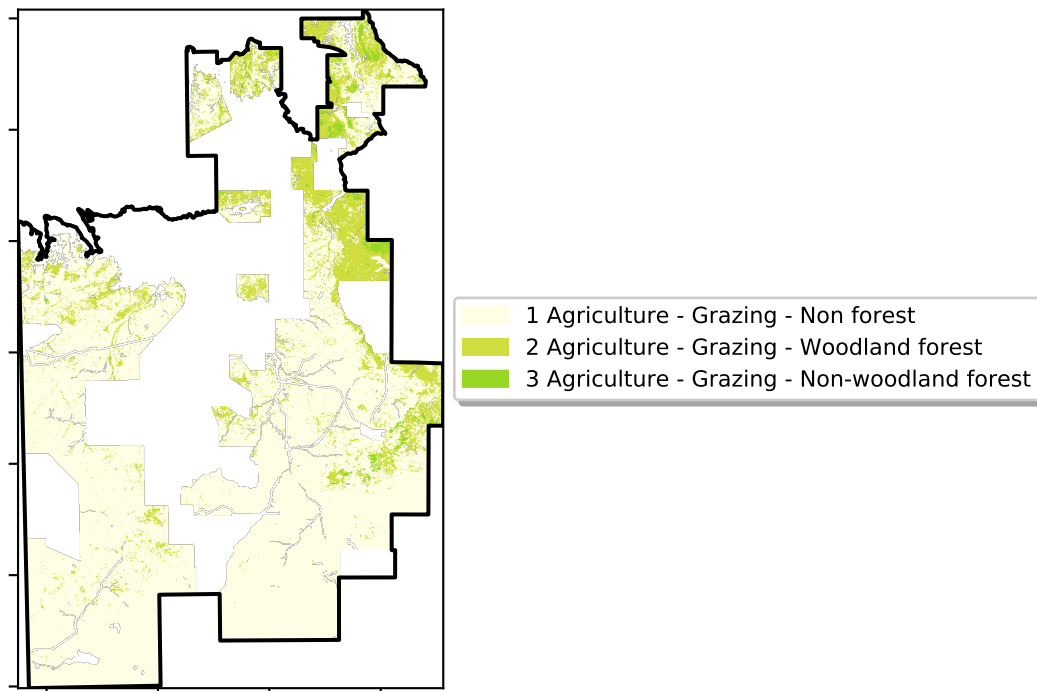 1 Agriculture - Grazing - Non forest
2 Agriculture - Grazing - Woodland forest
3 Agriculture - Grazing - Non-woodland forest